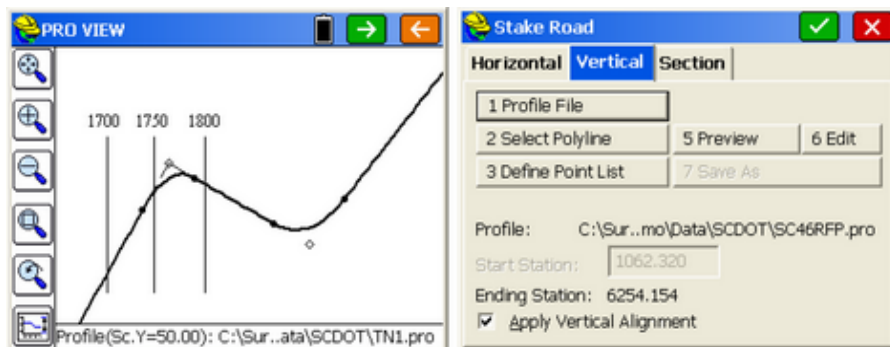 PRO VIEW
1700 1750 1800
Profile(Sc.Y=50.00): C:\Sur..ata\SCDOT\TN1.pro
Stake Road
Horizontal Vertical Section
1 Profile File
2 Select Polyline 5 Preview 6 Edit
3 Define Point List 7 Save As
Profile: C:\Sur..mo\Data\SCDOT\SC46RFP.pro
Start Station: 1062.320
Ending Station: 6254.154
Apply Vertical Alignment